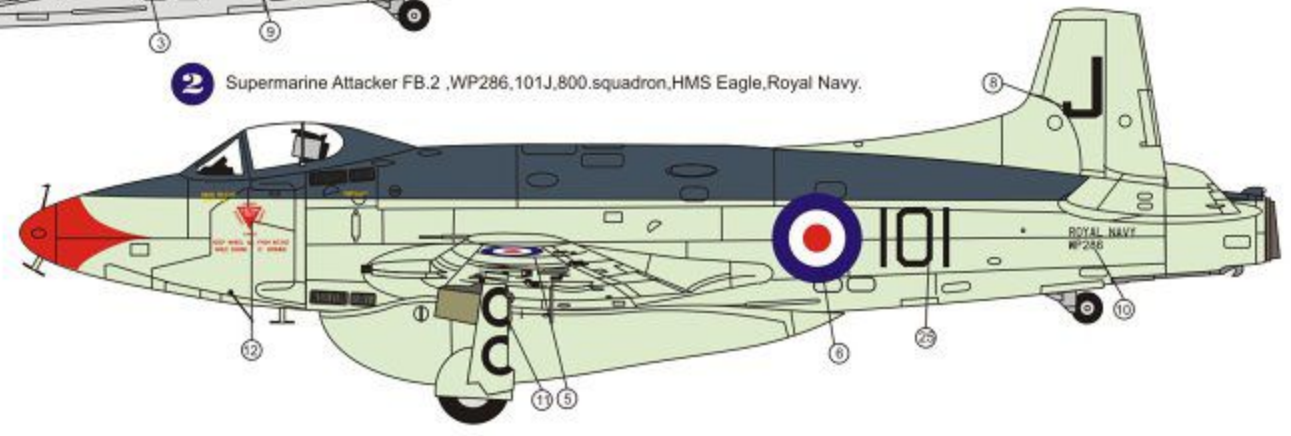 3
9
2 Supermarine Attacker FB.2 ,WP286,101J,800.squadron,HMS Eagle,Royal Navy.
8
J
101
ROYAL NAVY
WP286
10
25
6
12
11
5